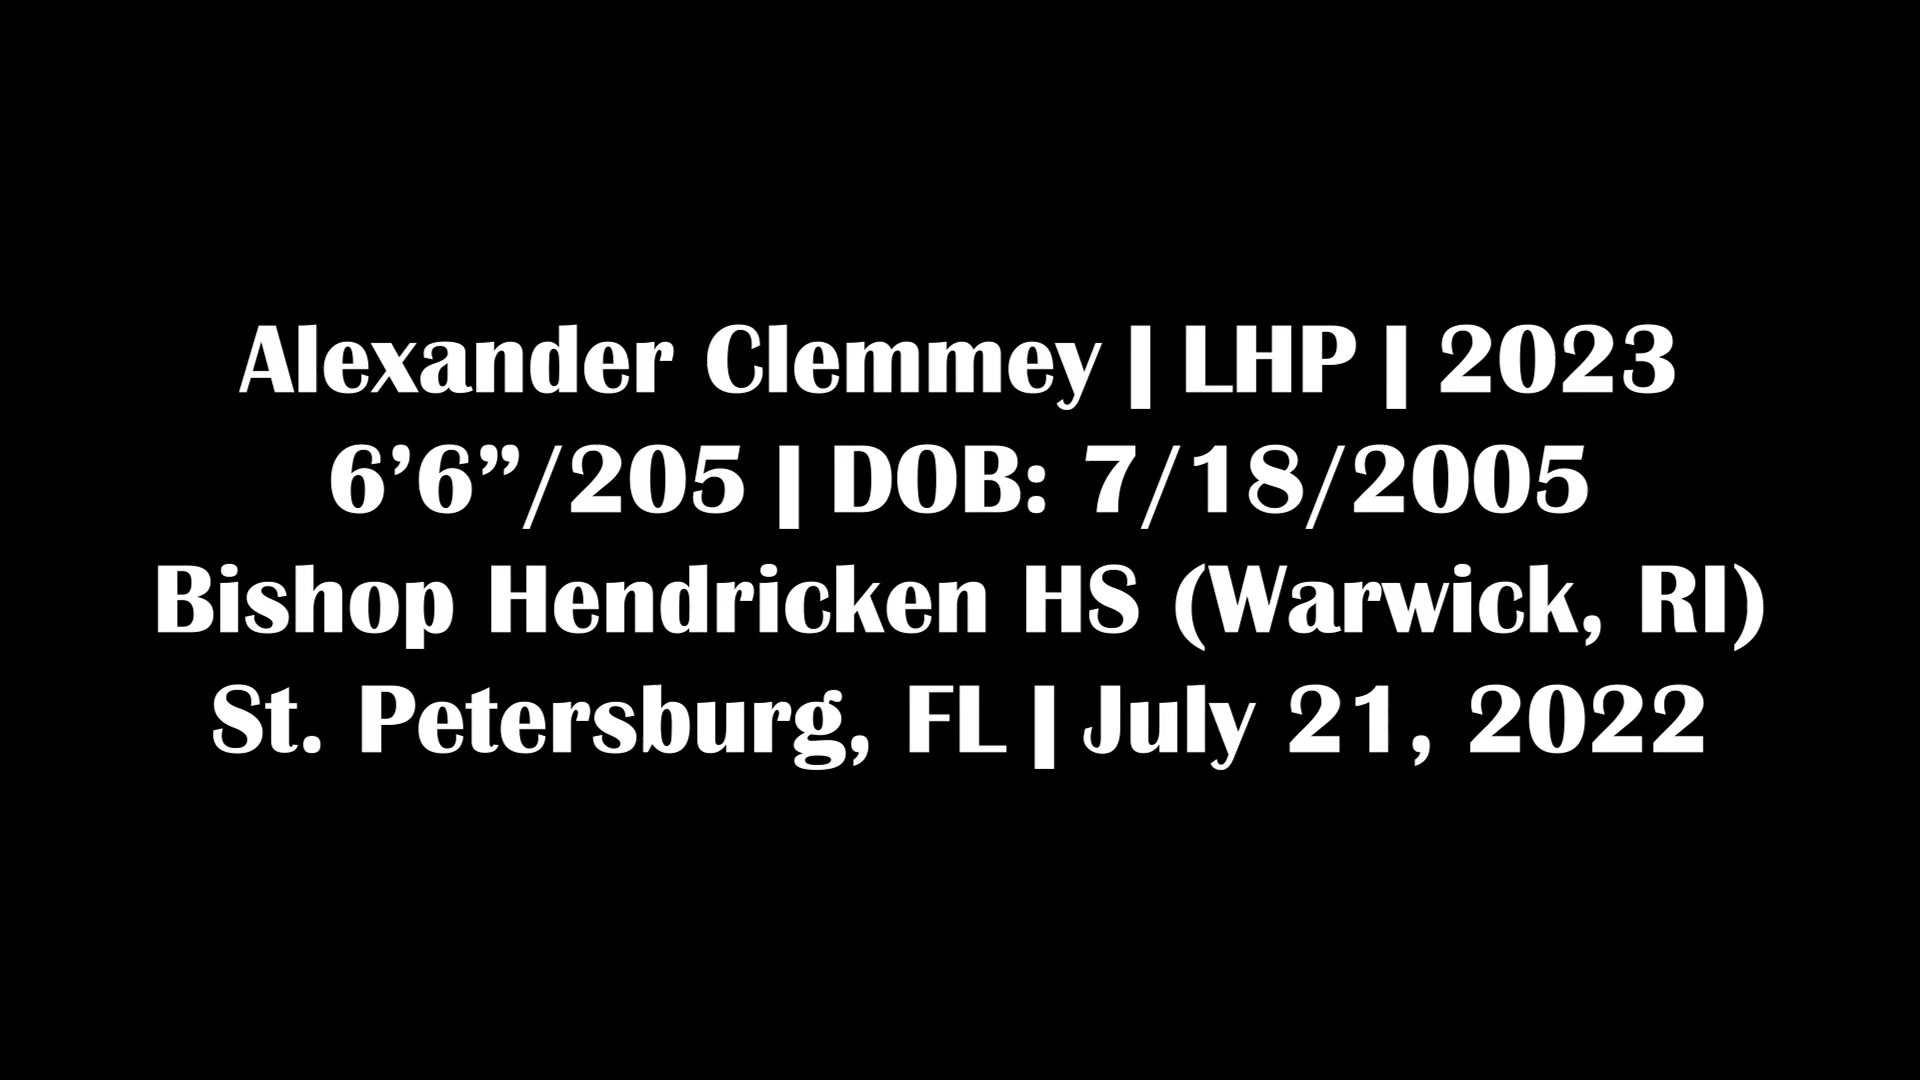 Alexander Clemmey | LHP | 2023
6’6”/205 | DOB: 7/18/2005
Bishop Hendricken HS (Warwick, RI)
St. Petersburg, FL | July 21, 2022